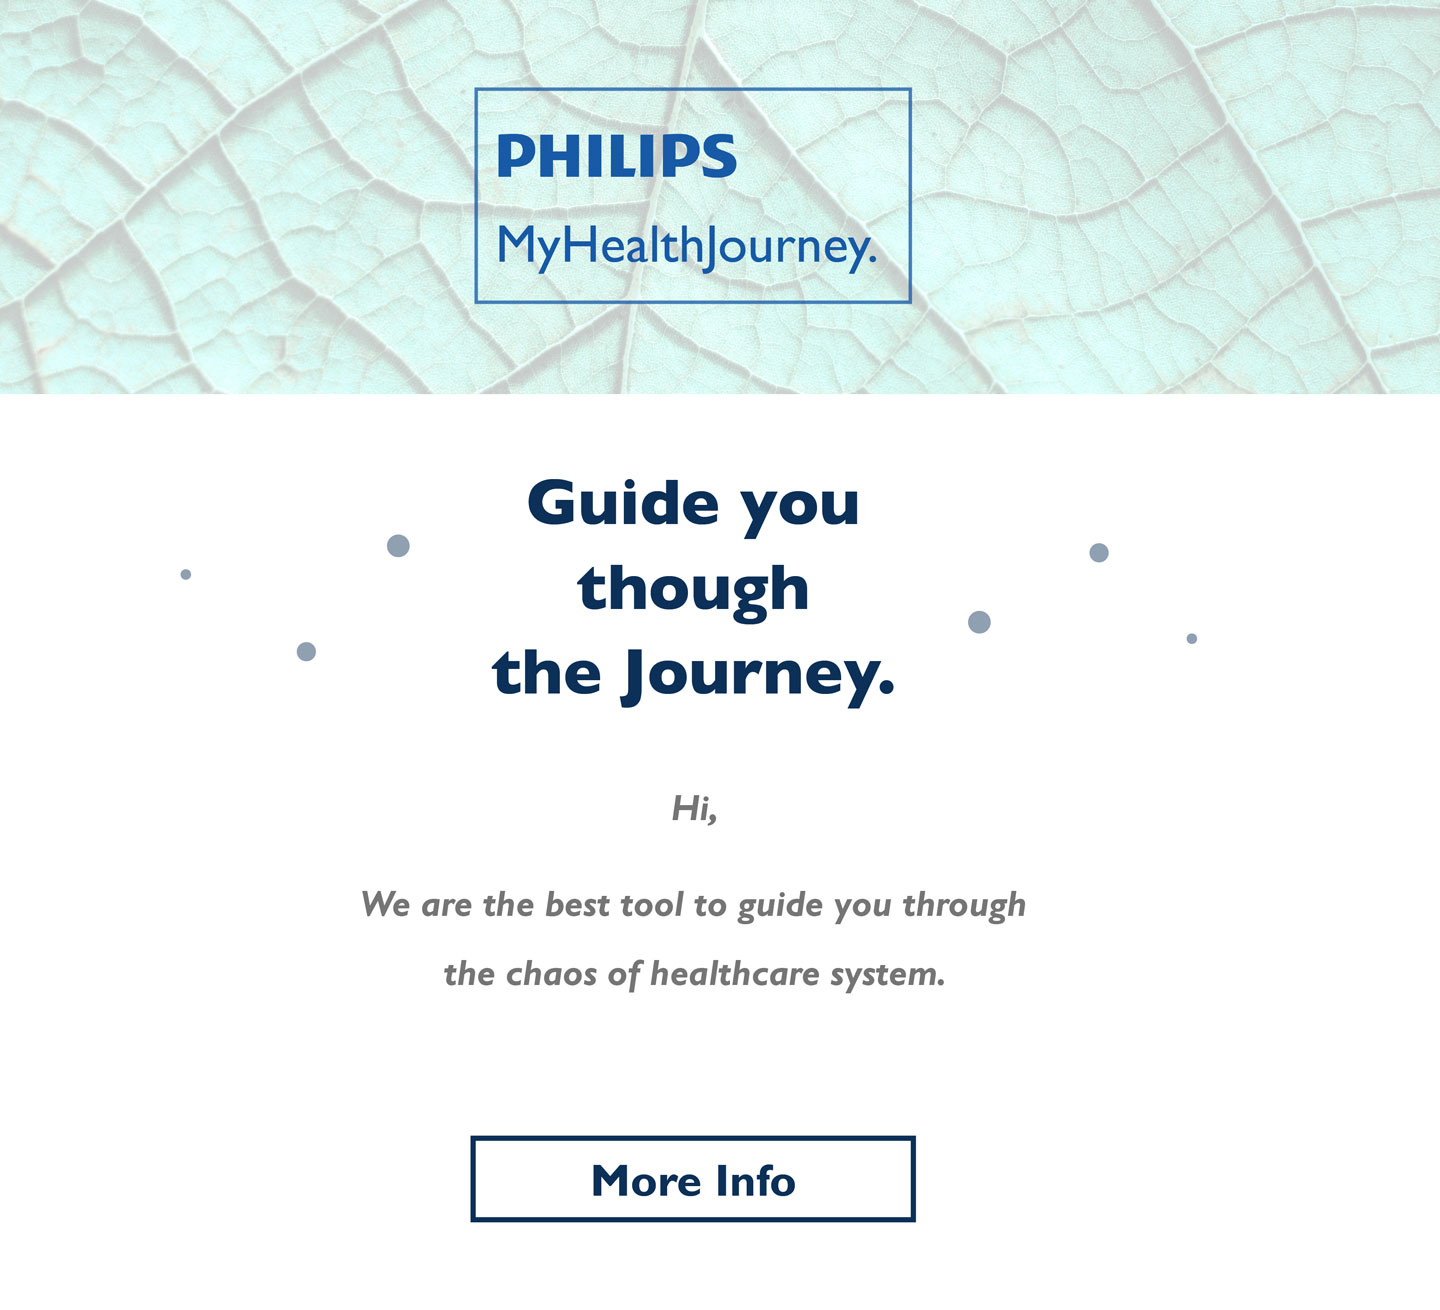 PHILIPS
MyHealthJourney.
Guide you
though
the Journey.
Hi,
We are the best tool to guide you through
the chaos of healthcare system.
More Info